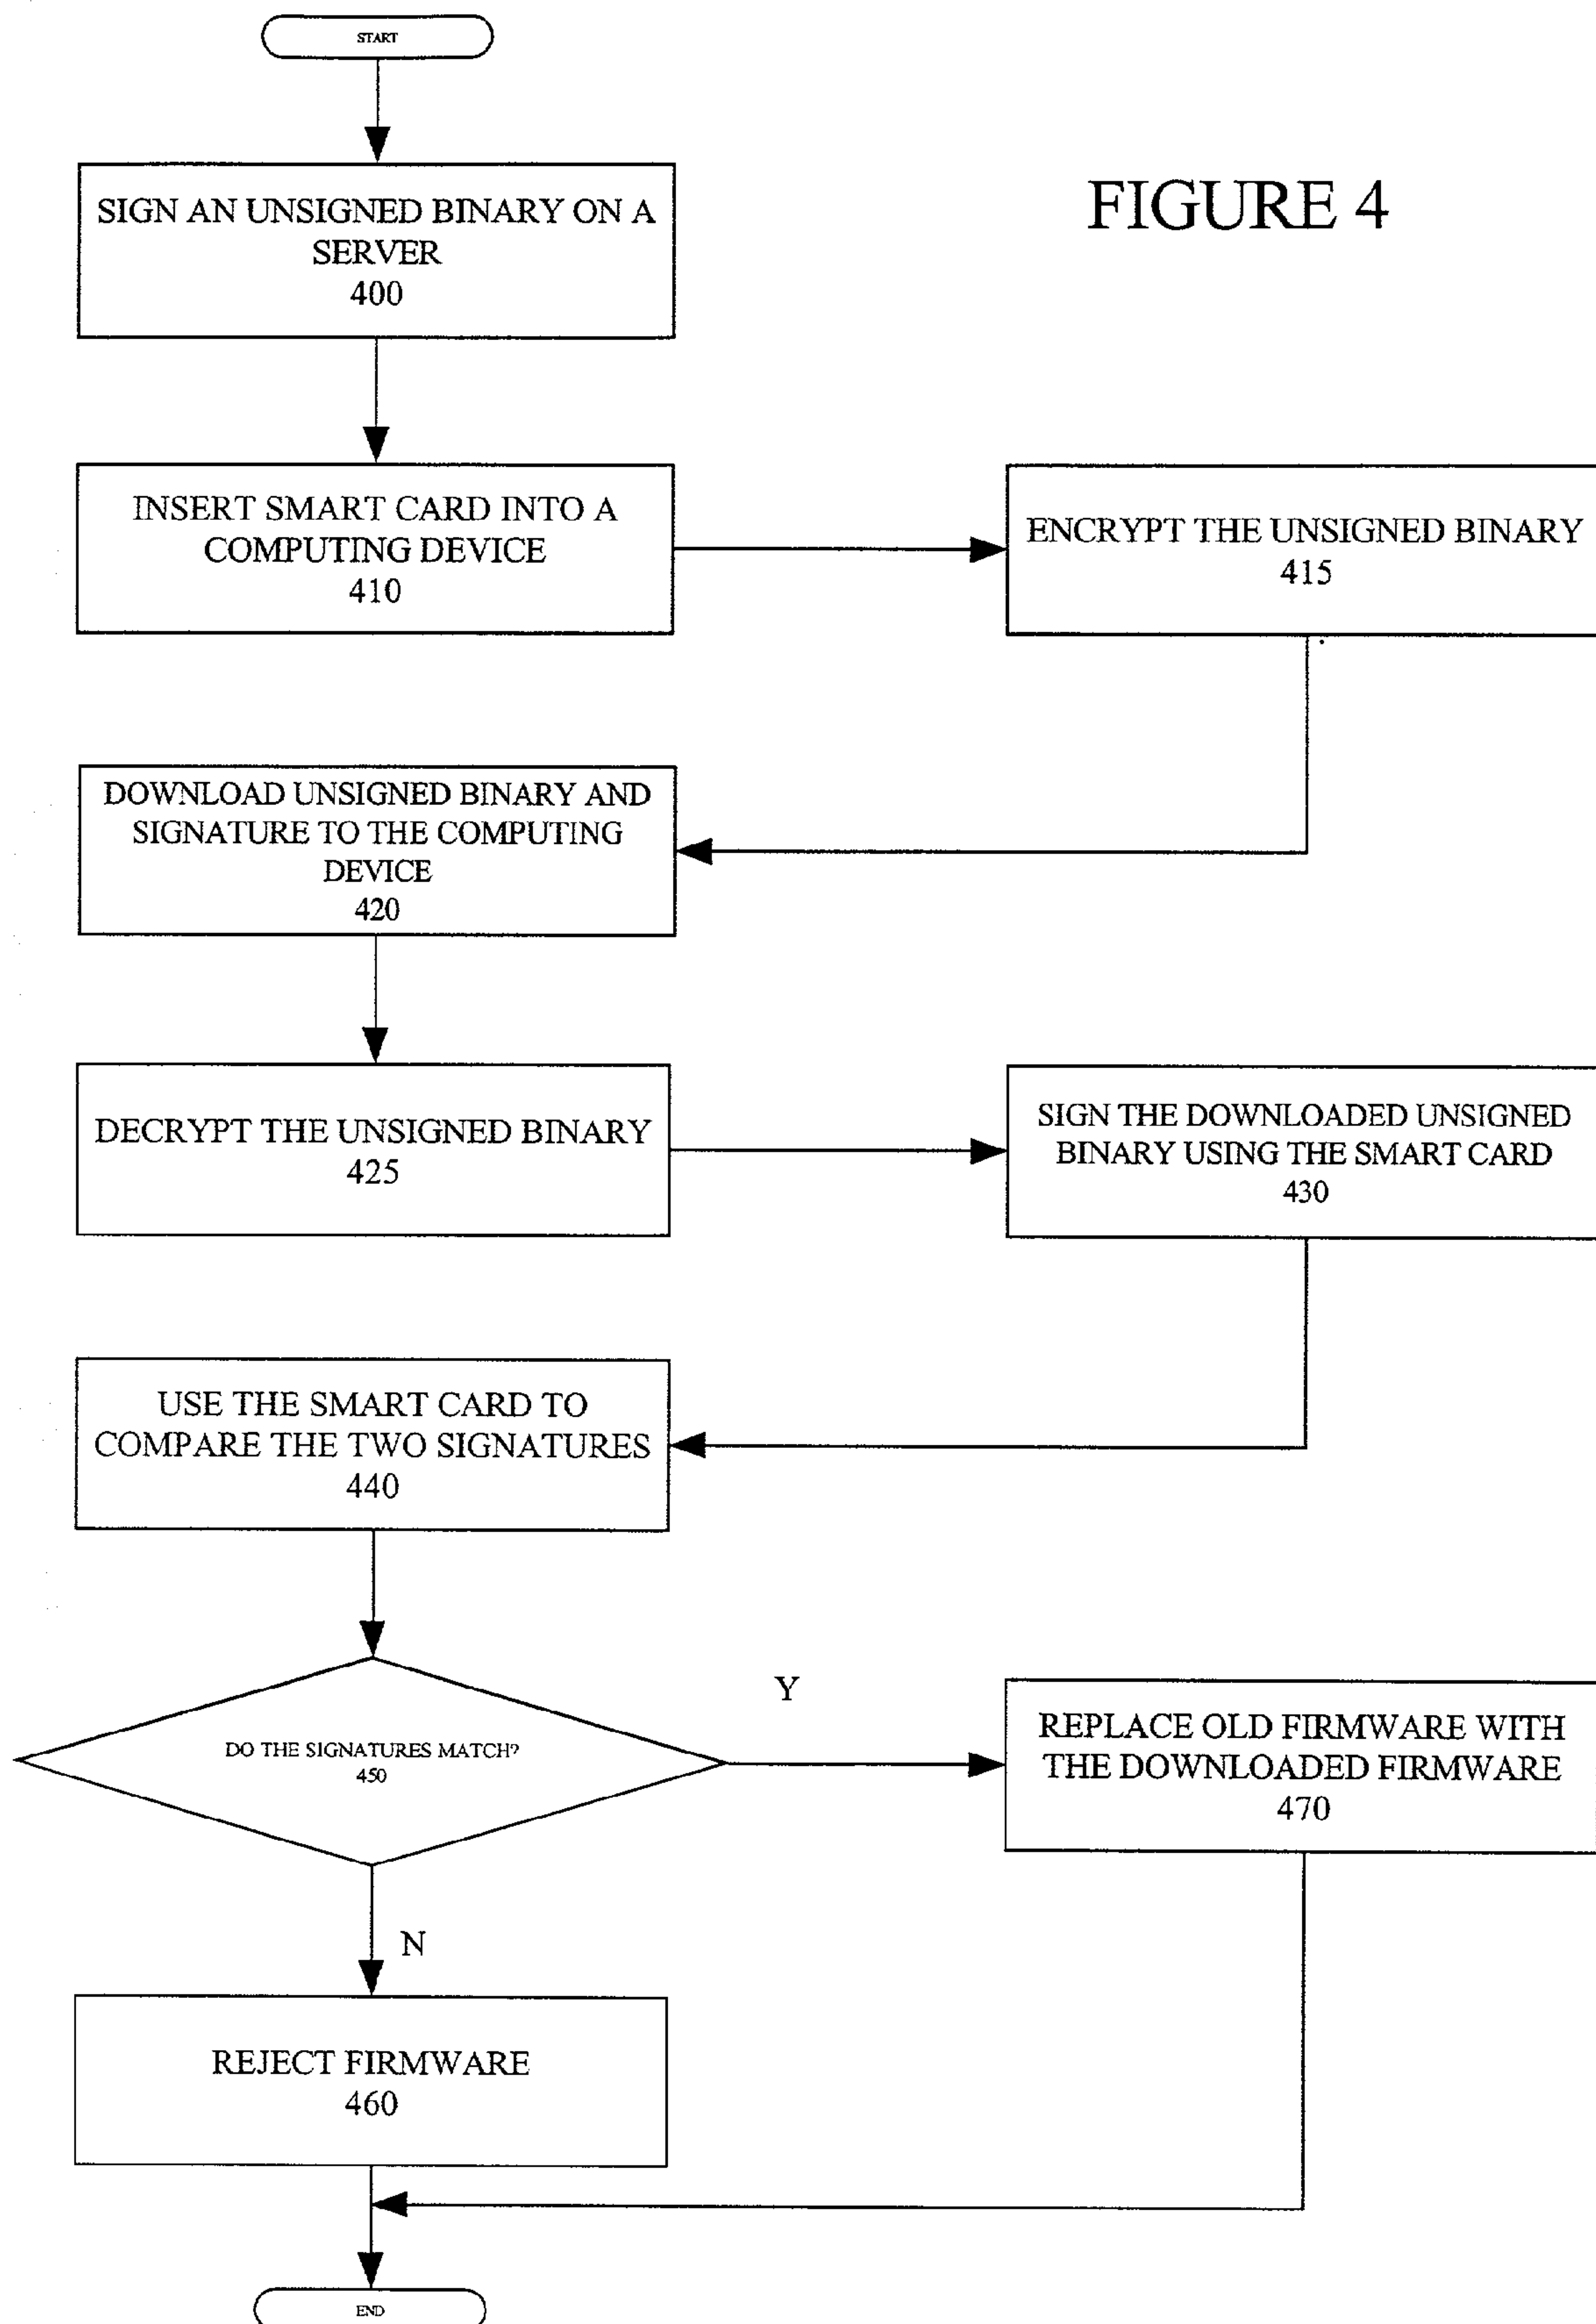 START
FIGURE 4
SIGN AN UNSIGNED BINARY ON A
SERVER
400
INSERT SMART CARD INTO A
COMPUTING DEVICE
410
ENCRYPT THE UNSIGNED BINARY
415
DOWNLOAD UNSIGNED BINARY AND
SIGNATURE TO THE COMPUTING
DEVICE
420
DECRYPT THE UNSIGNED BINARY
425
SIGN THE DOWNLOADED UNSIGNED
BINARY USING THE SMART CARD
430
USE THE SMART CARD TO
COMPARE THE TWO SIGNATURES
440
DO THE SIGNATURES MATCH?
450
Y
REPLACE OLD FIRMWARE WITH
THE DOWNLOADED FIRMWARE
470
N
REJECT FIRMWARE
460
END